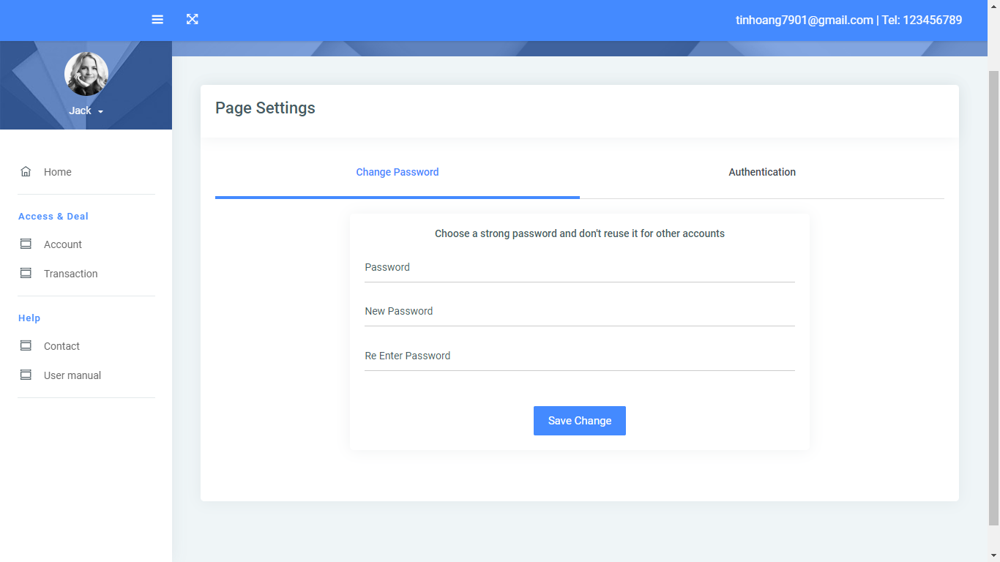 tinhoang7901@gmail.com | Tel: 123456789
Jack
Home
Access & Deal
Account
Transaction
Help
Contact
User manual
Page Settings
Change Password
Authentication
Choose a strong password and don't reuse it for other accounts
Password
New Password
Re Enter Password
Save Change